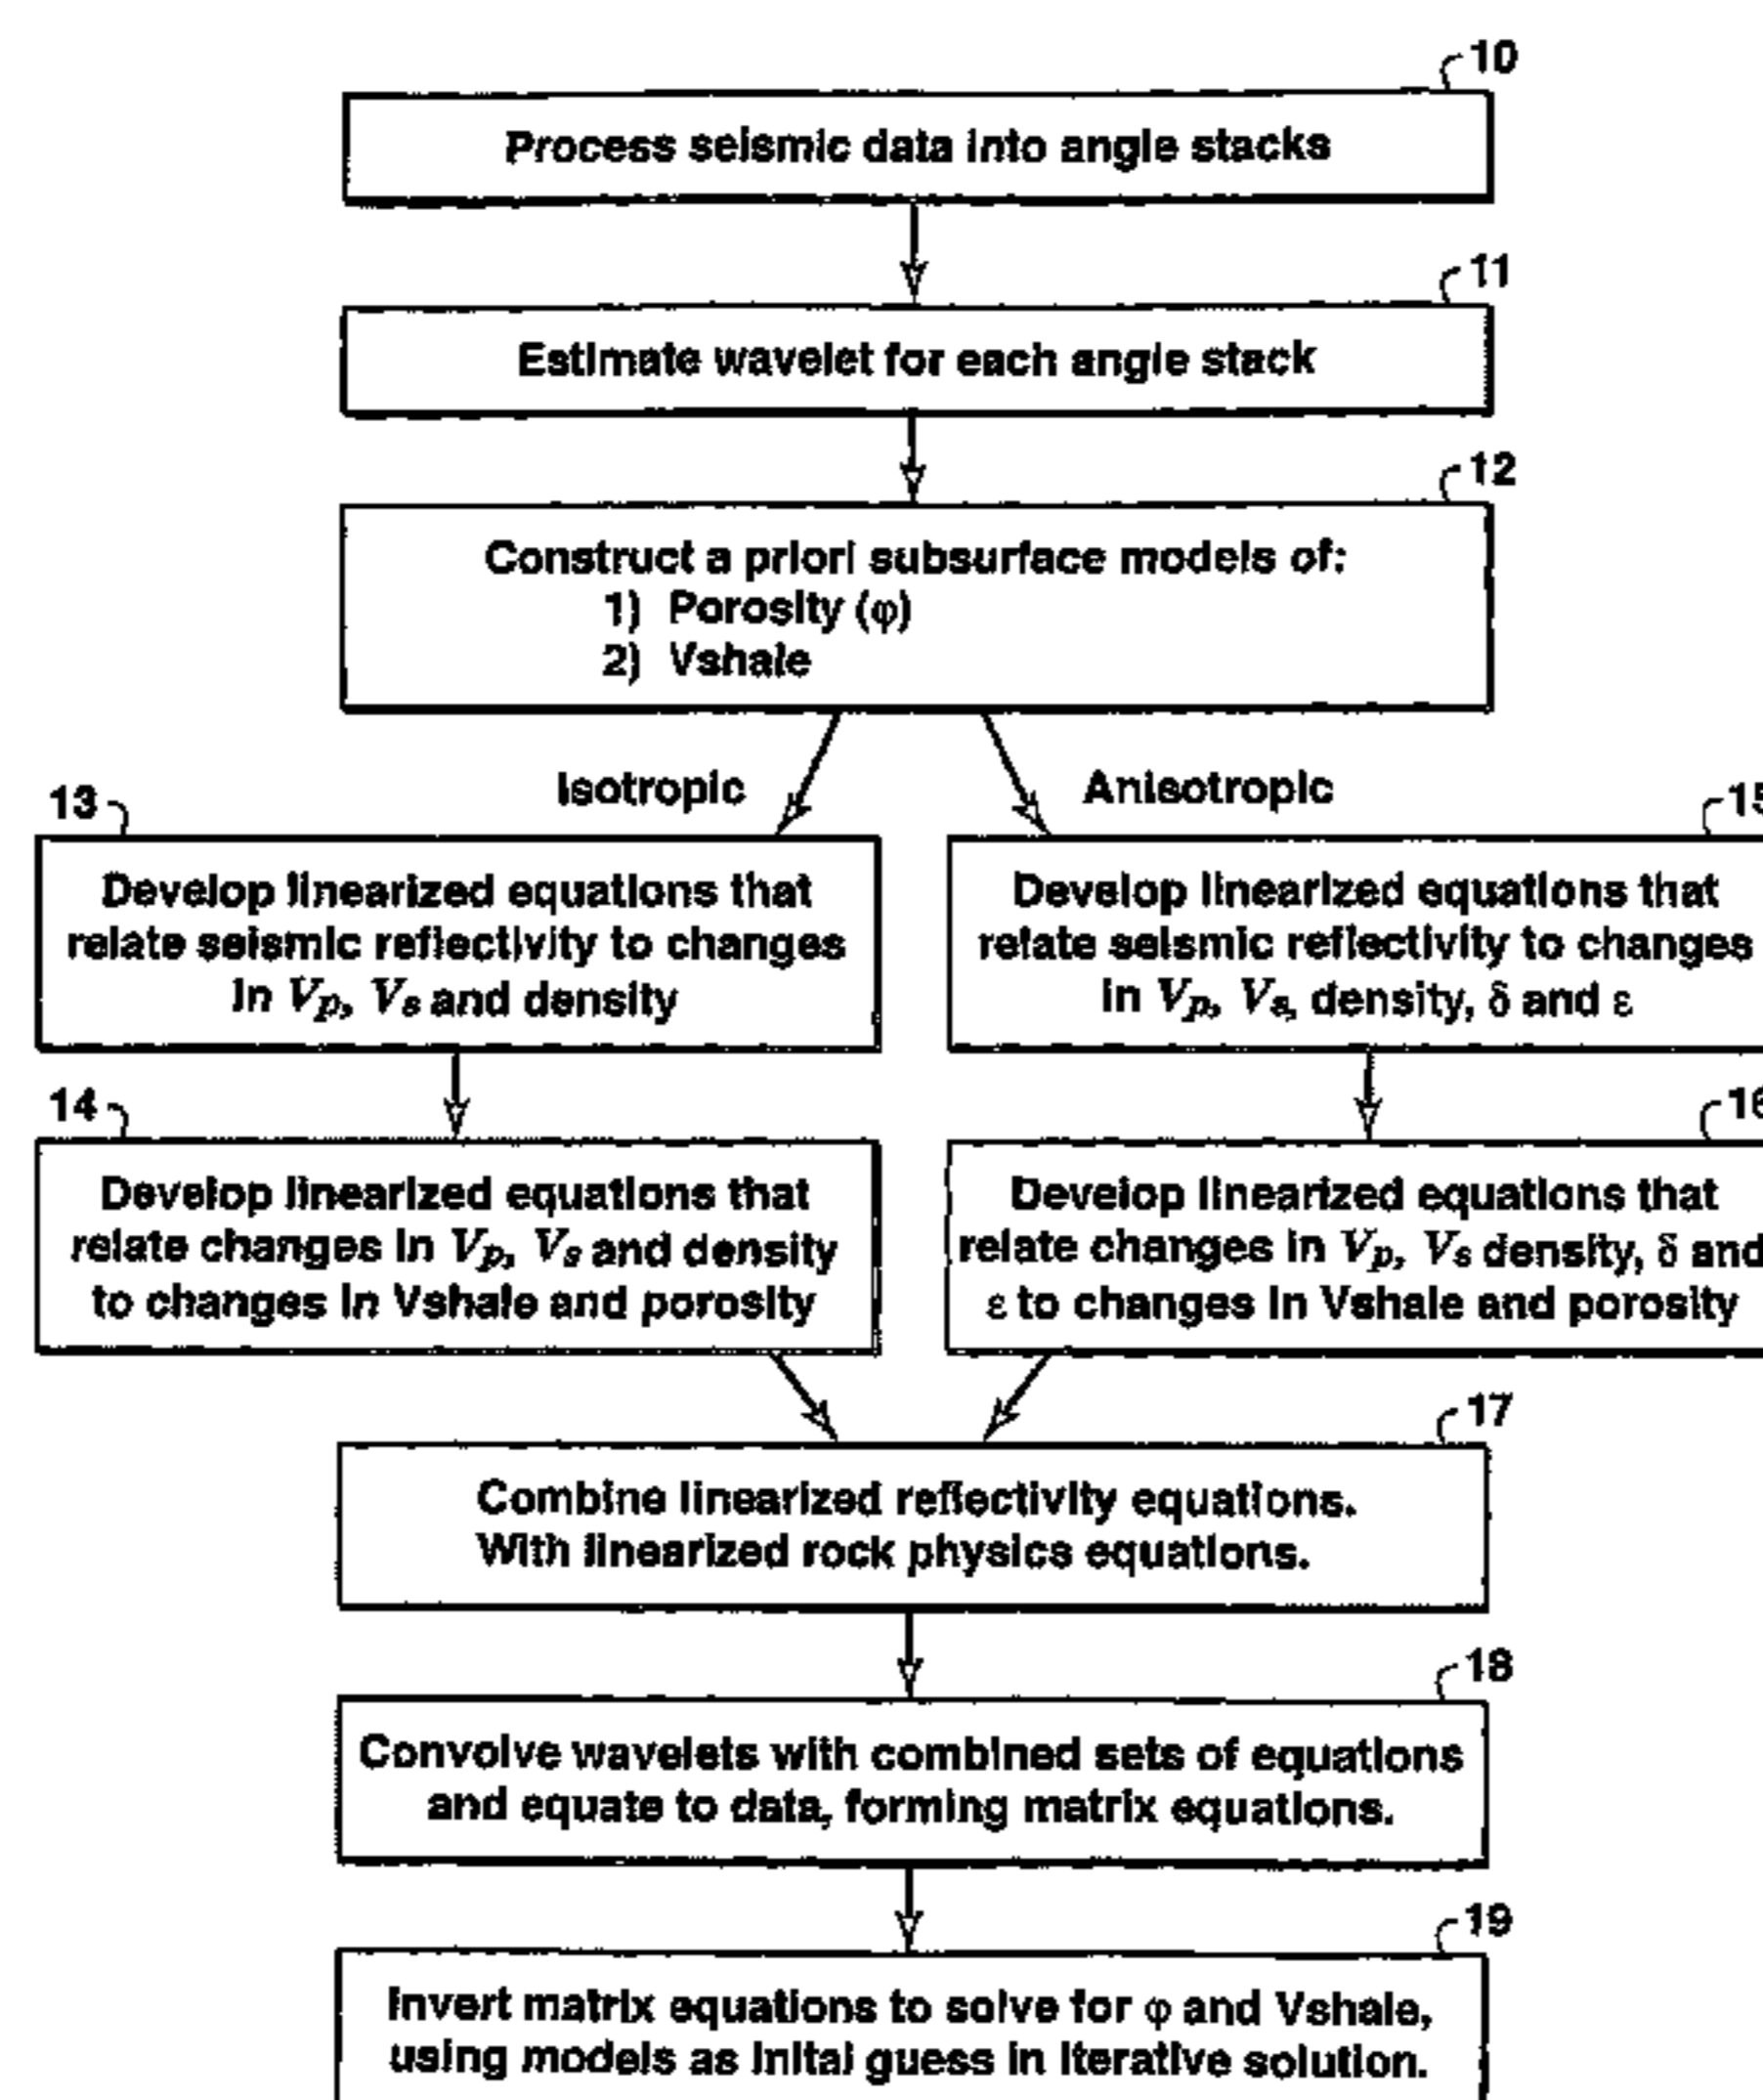 10
Process seismic data into angle stacks
11
Estimate wavelet for each angle stack
12
Construct a priori subsurface models of:
1) Porosity (φ)
2) Vshale
Isotropic
Anisotropic
13
Develop linearized equations that
relate seismic reflectivity to changes
in Vp, Vs and density
15
Develop linearized equations that
relate seismic reflectivity to changes
in Vp, Vs, density, δ and ε
14
Develop linearized equations that
relate changes in Vp, Vs and density
to changes in Vshale and porosity
16
Develop linearized equations that
relate changes in Vp, Vs density, δ and
ε to changes in Vshale and porosity
17
Combine linearized reflectivity equations.
With linearized rock physics equations.
18
Convolve wavelets with combined sets of equations
and equate to data, forming matrix equations.
19
Invert matrix equations to solve for φ and Vshale,
using models as inital guess in iterative solution.